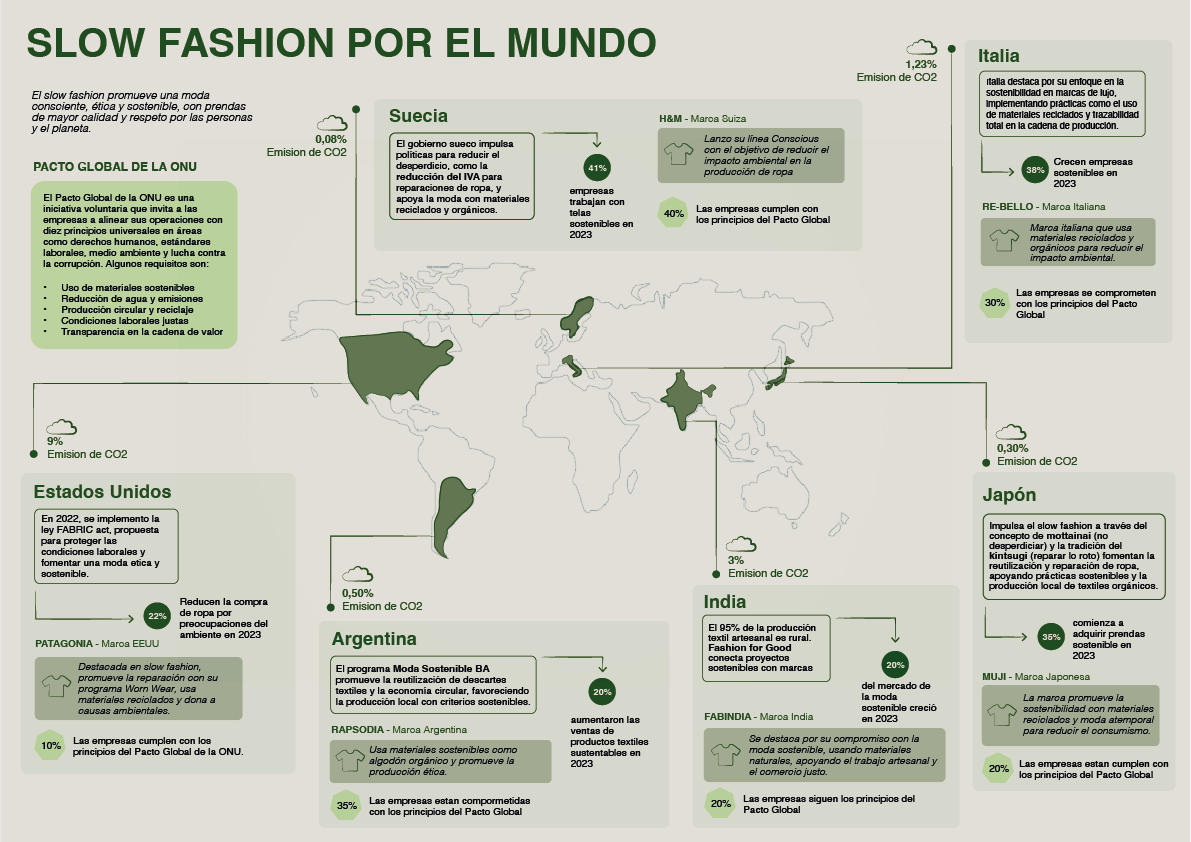 SLOW FASHION POR EL MUNDO
El slow fashion promueve una moda
consciente, ética y sostenible, con prendas
de mayor calidad y respeto por las personas
y el planeta.
PACTO GLOBAL DE LA ONU
El Pacto Global de la ONU es una
iniciativa voluntaria que invita a las
empresas a alinear sus operaciones con
diez principios universales en áreas
como derechos humanos, estándares
laborales, medio ambiente y lucha contra
la corrupción. Algunos requisitos son:
• Uso de materiales sostenibles
• Reducción de agua y emisiones
• Producción circular y reciclaje
• Condiciones laborales justas
• Transparencia en la cadena de valor
0,08%
Emision de CO2
Suecia
El gobierno sueco impulsa
políticas para reducir el
desperdicio, como la
reducción del IVA para
reparaciones de ropa, y
apoya la moda con materiales
reciclados y orgánicos.
41%
empresas
trabajan con
telas
sostenibles en
2023
H&M - Maroa Suiza
Lanzo su línea Conscious
con el objetivo de reducir el
impacto ambiental en la
producción de ropa
40%
Las empresas cumplen con
los principios del Pacto Global
1,23%
Emision de CO2
Italia
Italia destaca por su enfoque en la
sostenibilidad en marcas de lujo,
implementando prácticas como el uso
de materiales reciclados y trazabilidad
total en la cadena de producción.
38%
Crecen empresas
sostenibles en
2023
RE-BELLO - Maroa Italiana
Marca italiana que usa
materiales reciclados y
orgánicos para reducir el
impacto ambiental.
30%
Las empresas se comprometen
con los principios del Pacto
Global
9%
Emision de CO2
Estados Unidos
En 2022, se implemento la
ley FABRIC act, propuesta
para proteger las
condiciones laborales y
fomentar una moda etica y
sostenible.
22%
Reducen la compra
de ropa por
preocupaciones del
ambiente en 2023
PATAGONIA - Maroa EEUU
Destacada en slow fashion,
promueve la reparación con su
programa Worn Wear, usa
materiales reciclados y dona a
causas ambientales.
10%
Las empresas cumplen con los
principios del Pacto Global de la ONU.
0,50%
Emision de CO2
Argentina
El programa Moda Sostenible BA
promueve la reutilización de descartes
textiles y la economía circular, favoreciendo
la producción local con criterios sostenibles.
20%
aumentaron las
ventas de
productos textiles
sustentables en
2023
RAPSODIA - Maroa Argentina
Usa materiales sostenibles como
algodón orgánico y promueve la
producción ética.
35%
Las empresas estan comportmetidas
con los principios del Pacto Global
3%
Emision de CO2
India
El 95% de la producción
textil artesanal es rural.
Fashion for Good
conecta proyectos
sostenibles con marcas
20%
del mercado de
la moda
sostenible creció
en 2023
FABINDIA - Maroa India
Se destaca por su compromiso con la
moda sostenible, usando materiales
naturales, apoyando el trabajo artesanal y
el comercio justo.
20%
Las empresas siguen los principios del
Pacto Global
0,30%
Emision de CO2
Japón
Impulsa el slow fashion a través del
concepto de mottainai (no
desperdiciar) y la tradición del
kintsugi (reparar lo roto) fomentan la
reutilización y reparación de ropa,
apoyando prácticas sostenibles y la
producción local de textiles orgánicos.
35%
comienza a
adquirir prendas
sostenible en
2023
MUJI - Maroa Japonesa
La marca promueve la
sostenibilidad con materiales
reciclados y moda atemporal
para reducir el consumismo.
20%
Las empresas estan cumplen con
los principios del Pacto Global